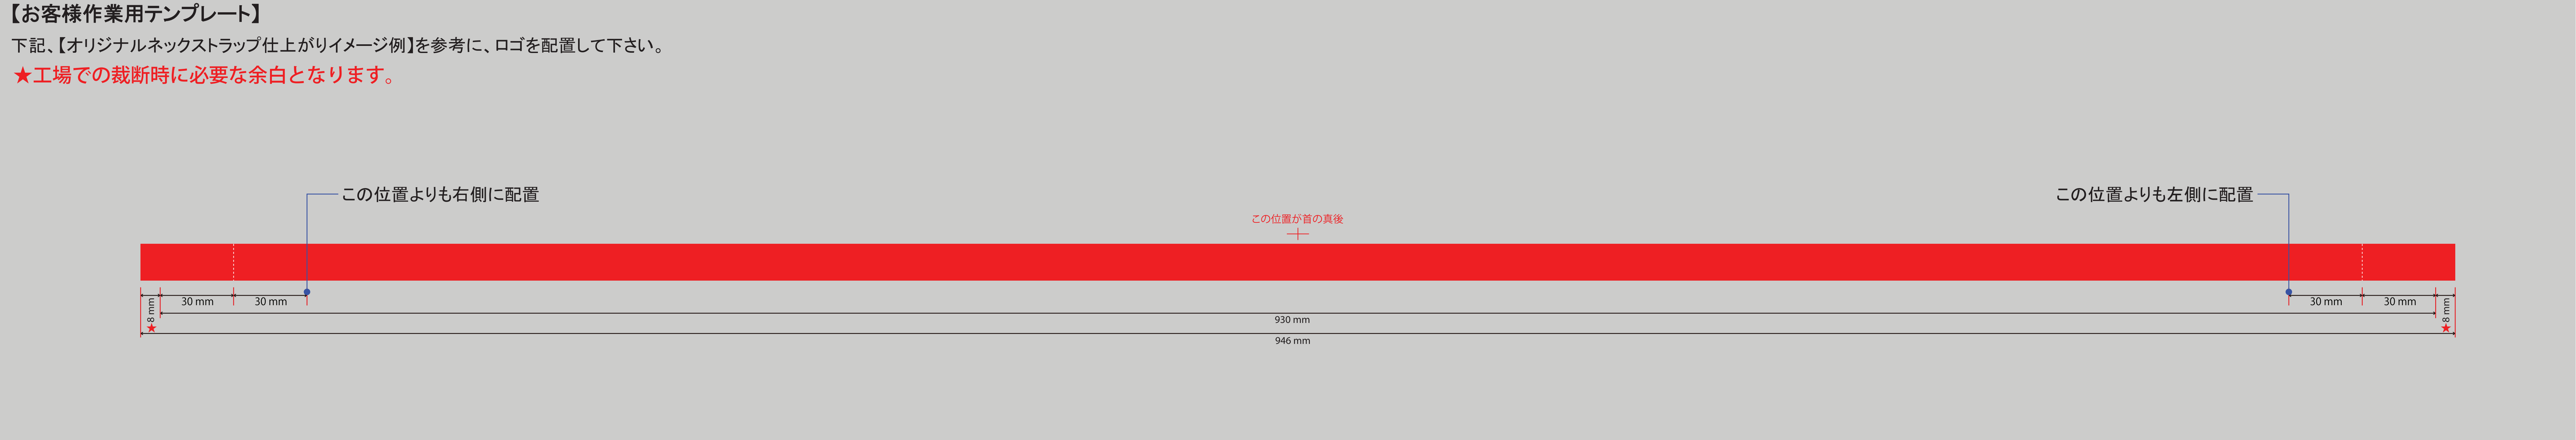 【お客様作業用テンプレート】
下記、【オリジナルネックストラップ仕上がりイメージ例】を参考に、ロゴを配置して下さい。
★工場での裁断時に必要な余白となります。
この位置よりも右側に配置
この位置が首の真後
この位置よりも左側に配置
★8 mm
30 mm
30 mm
30 mm
30 mm
★8 mm
930 mm
946 mm